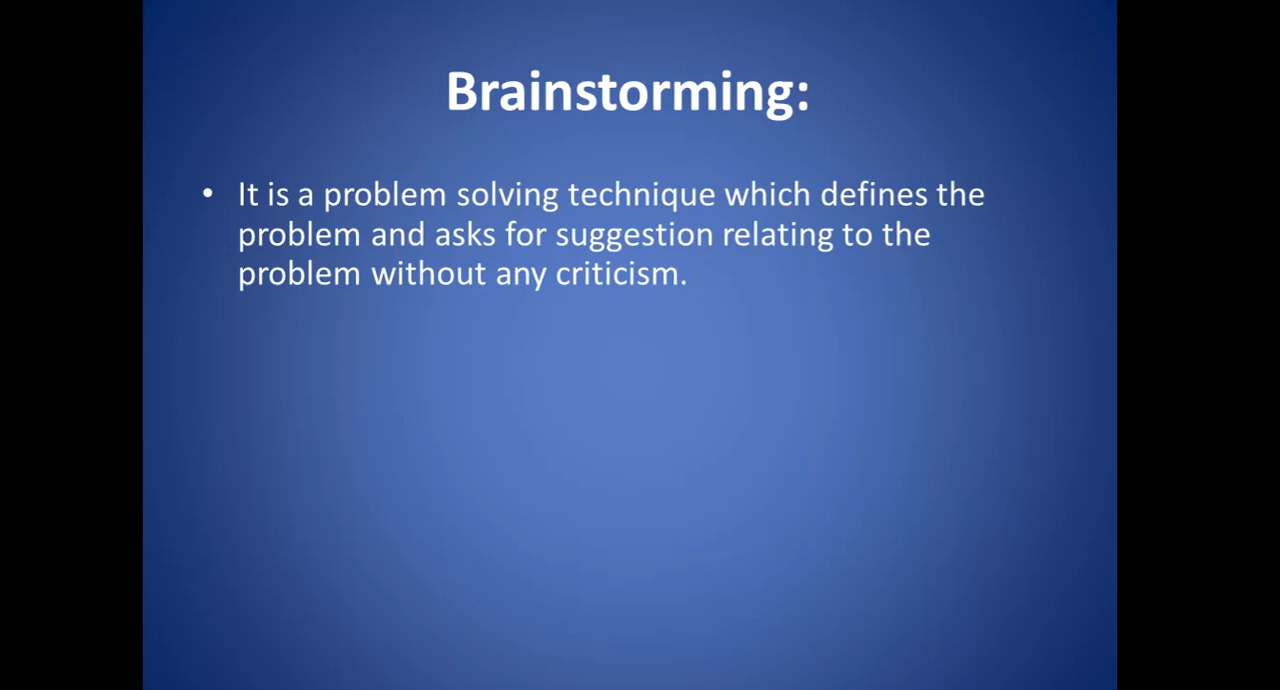 Brainstorming:
• It is a problem solving technique which defines the
problem and asks for suggestion relating to the
problem without any criticism.